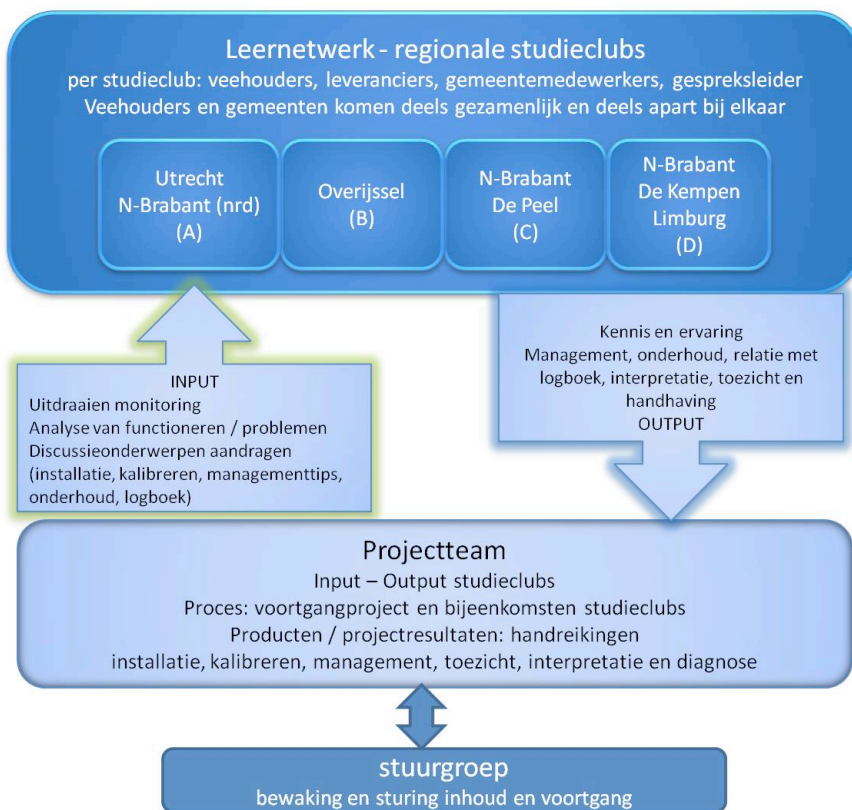 Leernetwerk - regionale studieclubs
per studieclub: veehouders, leveranciers, gemeentemedewerkers, gespreksleider
Veehouders en gemeenten komen deels gezamenlijk en deels apart bij elkaar
Utrecht
N-Brabant (nrd)
(A)
Overijssel
(B)
N-Brabant
De Peel
(C)
N-Brabant
De Kempen
Limburg
(D)
INPUT
Uitdraaien monitoring
Analyse van functioneren / problemen
Discussieonderwerpen aandragen
(installatie, kalibreren, managementtips,
onderhoud, logboek)
Kennis en ervaring
Management, onderhoud, relatie met
logboek, interpretatie, toezicht en
handhaving
OUTPUT
Projectteam
Input – Output studieclubs
Proces: voortgangproject en bijeenkomsten studieclubs
Producten / projectresultaten: handreikingen
installatie, kalibreren, management, toezicht, interpretatie en diagnose
stuurgroep
bewaking en sturing inhoud en voortgang